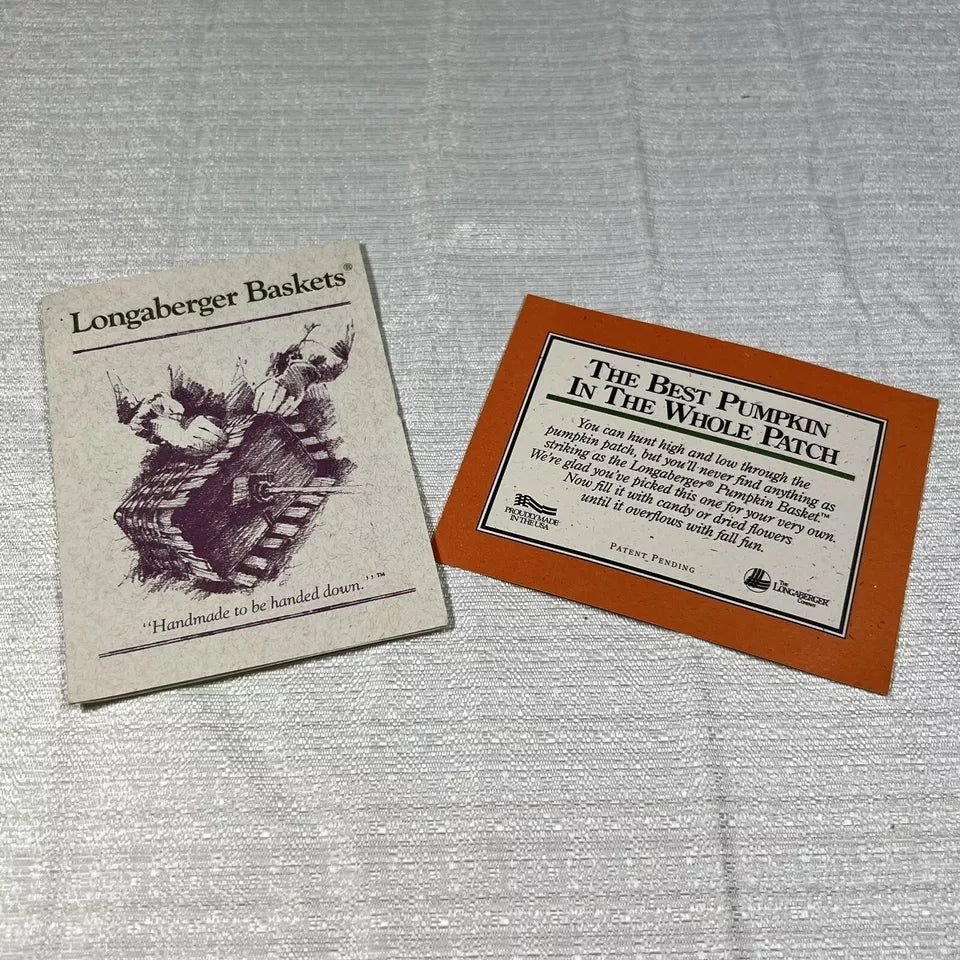 Longaberger Baskets®
“Handmade to be handed down.”™
THE BEST PUMPKIN
IN THE WHOLE PATCH
You can hunt high and low through the
pumpkin patch, but you'll never find anything as
striking as the Longaberger® Pumpkin Basket.™
We're glad you've picked this one for your very own.
Now fill it with candy or dried flowers
until it overflows with fall fun.
PROUDLY MADE
IN THE USA
PATENT PENDING
THE
LONGABERGER
COMPANY